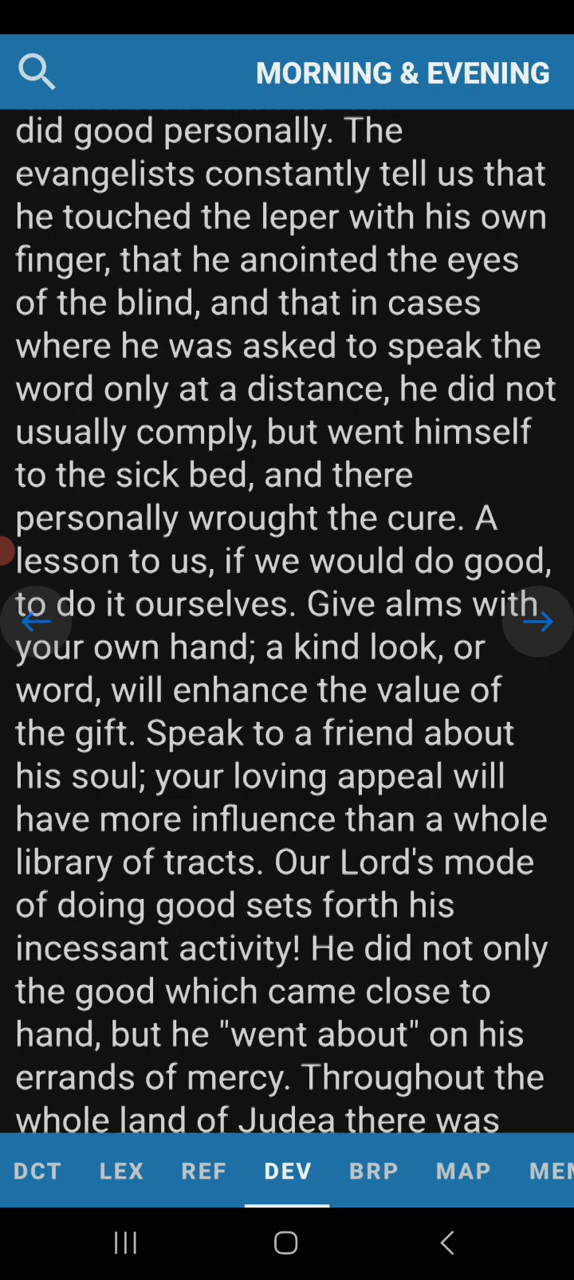 MORNING & EVENING
did good personally. The
evangelists constantly tell us that
he touched the leper with his own
finger, that he anointed the eyes
of the blind, and that in cases
where he was asked to speak the
word only at a distance, he did not
usually comply, but went himself
to the sick bed, and there
personally wrought the cure. A
lesson to us, if we would do good,
to do it ourselves. Give alms with
your own hand; a kind look, or
word, will enhance the value of
the gift. Speak to a friend about
his soul; your loving appeal will
have more influence than a whole
library of tracts. Our Lord's mode
of doing good sets forth his
incessant activity! He did not only
the good which came close to
hand, but he "went about" on his
errands of mercy. Throughout the
whole land of Judea there was
DCT LEX REF DEV BRP MAP MEM